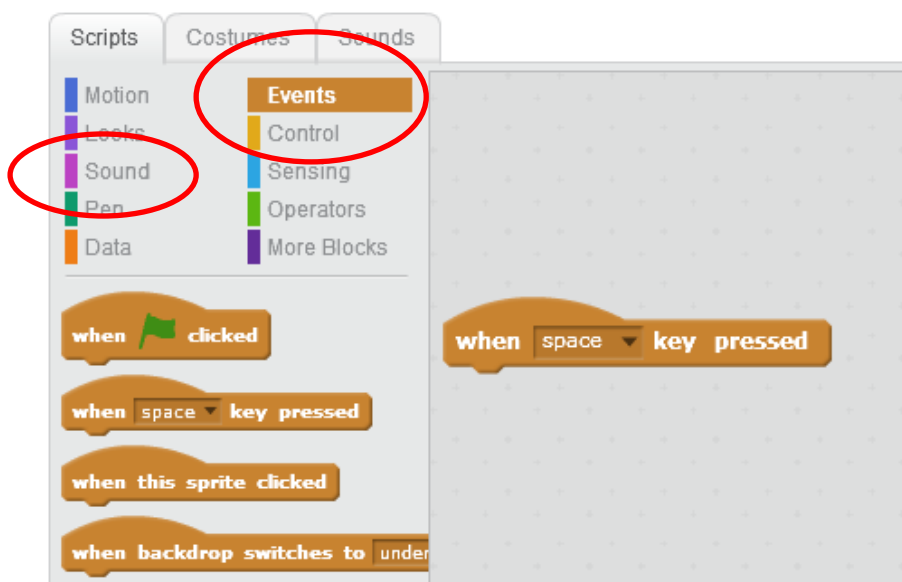 Scripts Costumes Sounds
Motion Events
Looks Control
Sound Sensing
Pen Operators
Data More Blocks
when clicked
when space key pressed
when this sprite clicked
when backdrop switches to under
when space key pressed